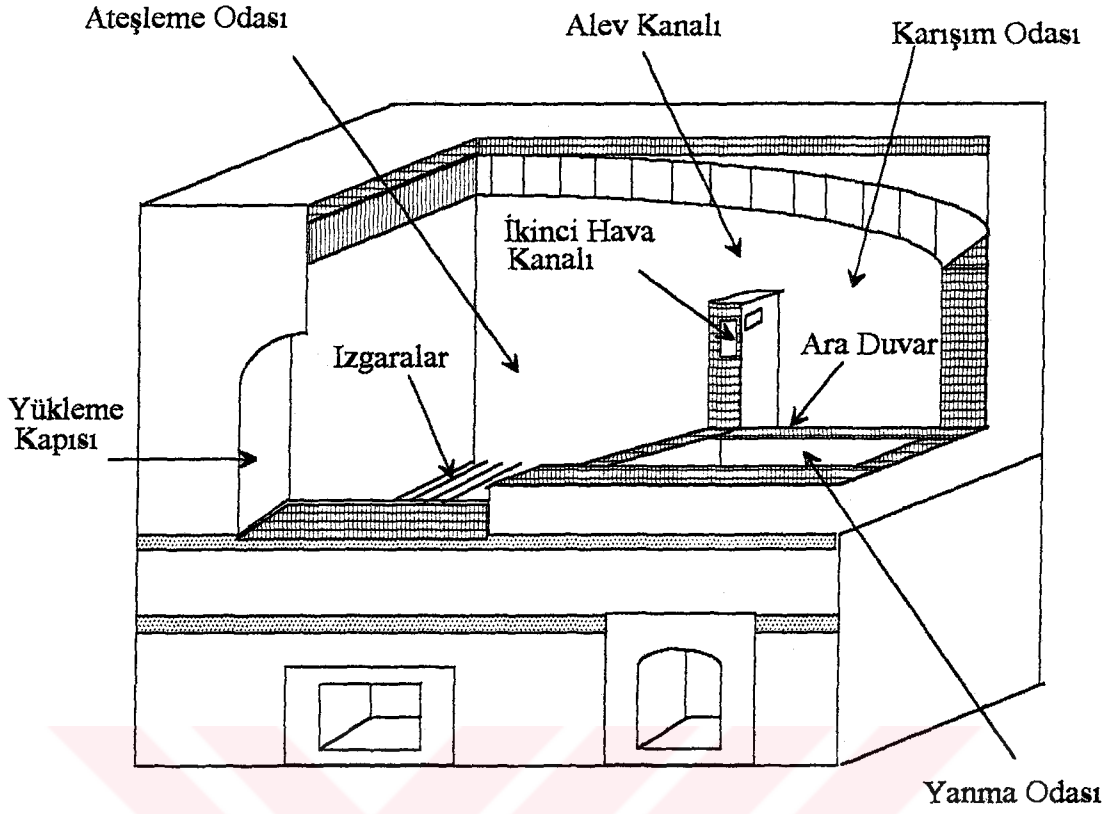 Ateşleme Odası
Alev Kanalı
Karışım Odası
İkinci Hava
Kanalı
Izgaralar
Ara Duvar
Yükleme
Kapısı
Yanma Odası